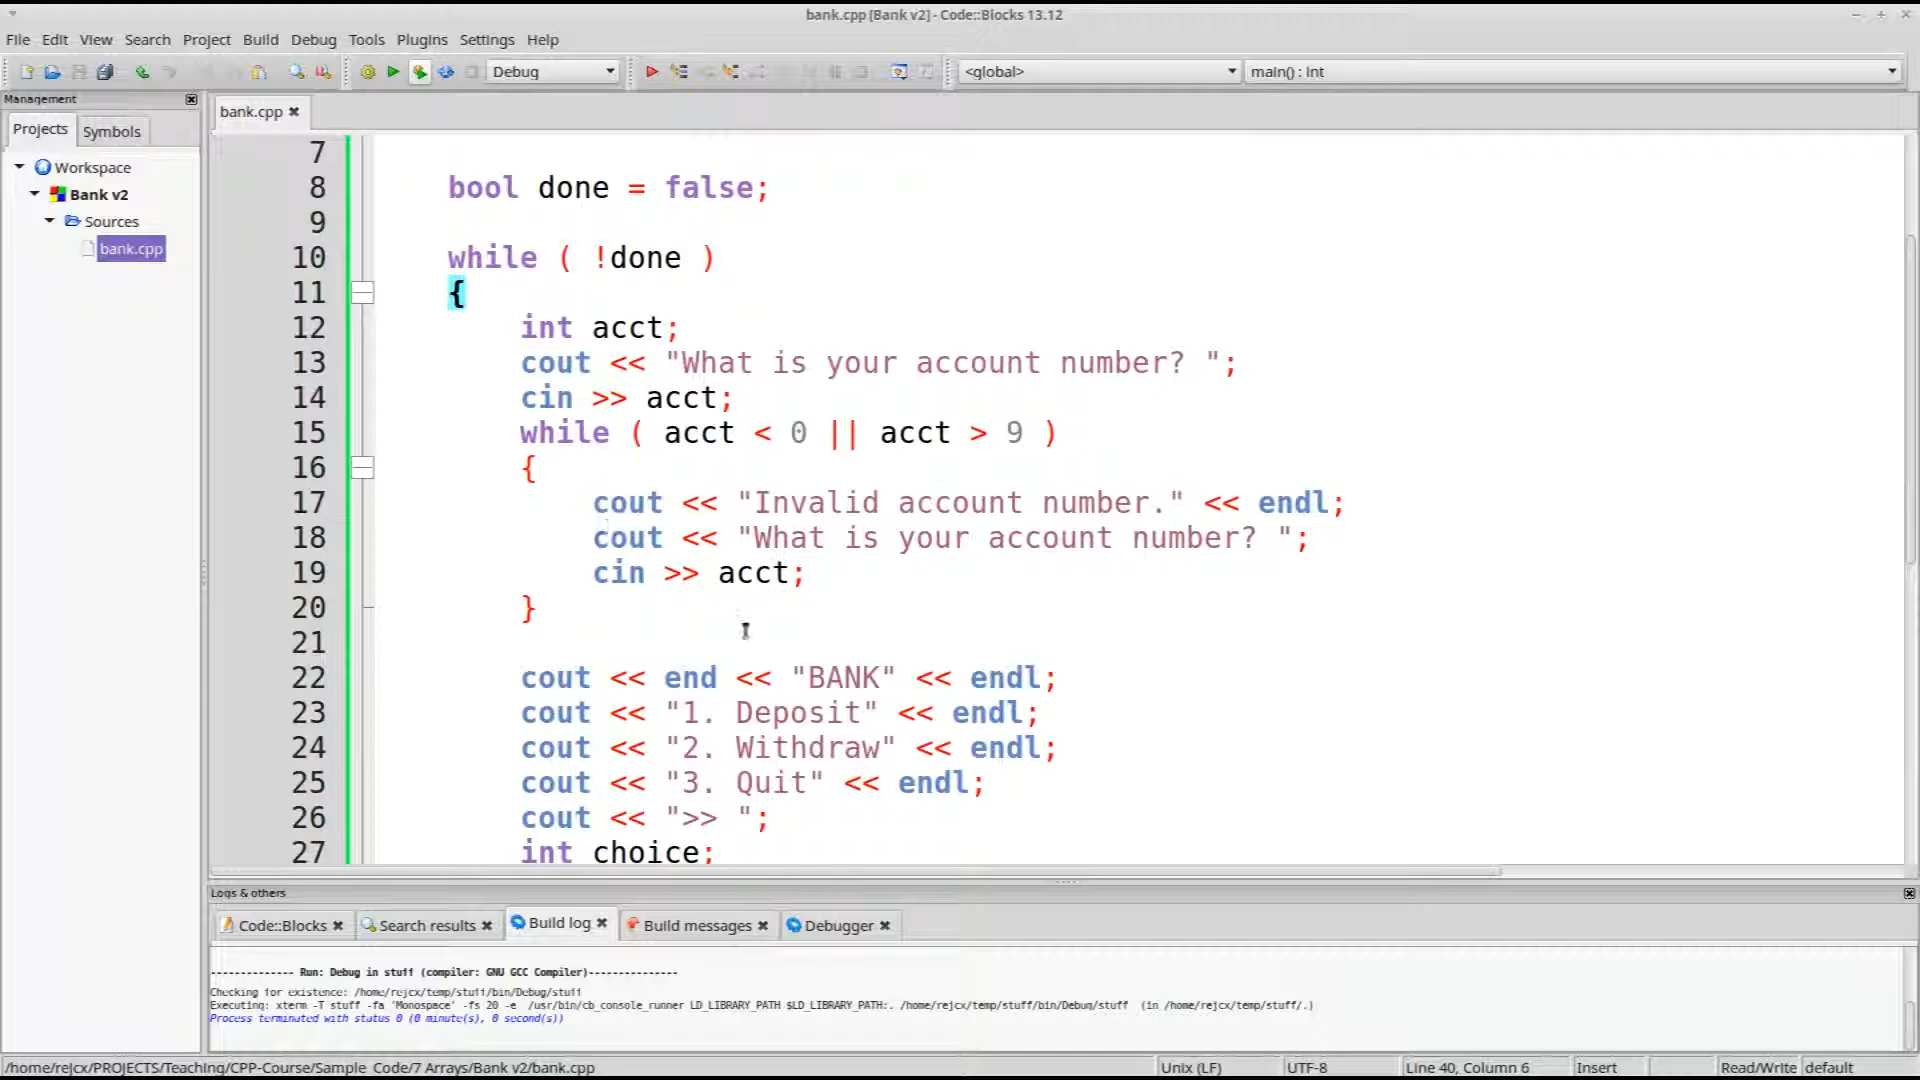 bank.cpp [Bank v2] - Code::Blocks 13.12
File Edit View Search Project Build Debug Tools Plugins Settings Help
Debug <global> main() : int
Management
Projects Symbols
Workspace
Bank v2
Sources
bank.cpp
bank.cpp
7
8 bool done = false;
9
10 while ( !done )
11 {
12 int acct;
13 cout << "What is your account number? ";
14 cin >> acct;
15 while ( acct < 0 || acct > 9 )
16 {
17 cout << "Invalid account number." << endl;
18 cout << "What is your account number? ";
19 cin >> acct;
20 }
21
22 cout << end << "BANK" << endl;
23 cout << "1. Deposit" << endl;
24 cout << "2. Withdraw" << endl;
25 cout << "3. Quit" << endl;
26 cout << ">> ";
27 int choice;
Logs & others
Code::Blocks Search results Build log Build messages Debugger
-------------- Run: Debug in stuff (compiler: GNU GCC Compiler)---------------
Checking for existence: /home/rejcx/temp/stuff/bin/Debug/stuff
Executing: xterm -T stuff -fa 'Monospace' -fs 20 -e /usr/bin/cb_console_runner LD_LIBRARY_PATH $LD_LIBRARY_PATH:. /home/rejcx/temp/stuff/bin/Debug/stuff (in /home/rejcx/temp/stuff/.)
Process terminated with status 0 (0 minute(s), 0 second(s))
/home/rejcx/PROJECTS/Teaching/CPP-Course/Sample Code/7 Arrays/Bank v2/bank.cpp Unix (LF) UTF-8 Line 40, Column 6 Insert Read/Write default